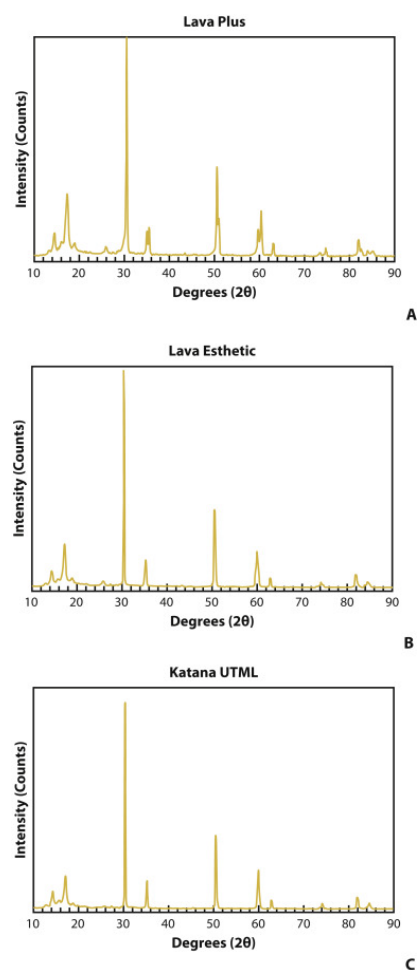 Lava Plus
Intensity (Counts)
10 20 30 40 50 60 70 80 90
Degrees (2θ)
A
Lava Esthetic
Intensity (Counts)
10 20 30 40 50 60 70 80 90
Degrees (2θ)
B
Katana UTML
Intensity (Counts)
10 20 30 40 50 60 70 80 90
Degrees (2θ)
C